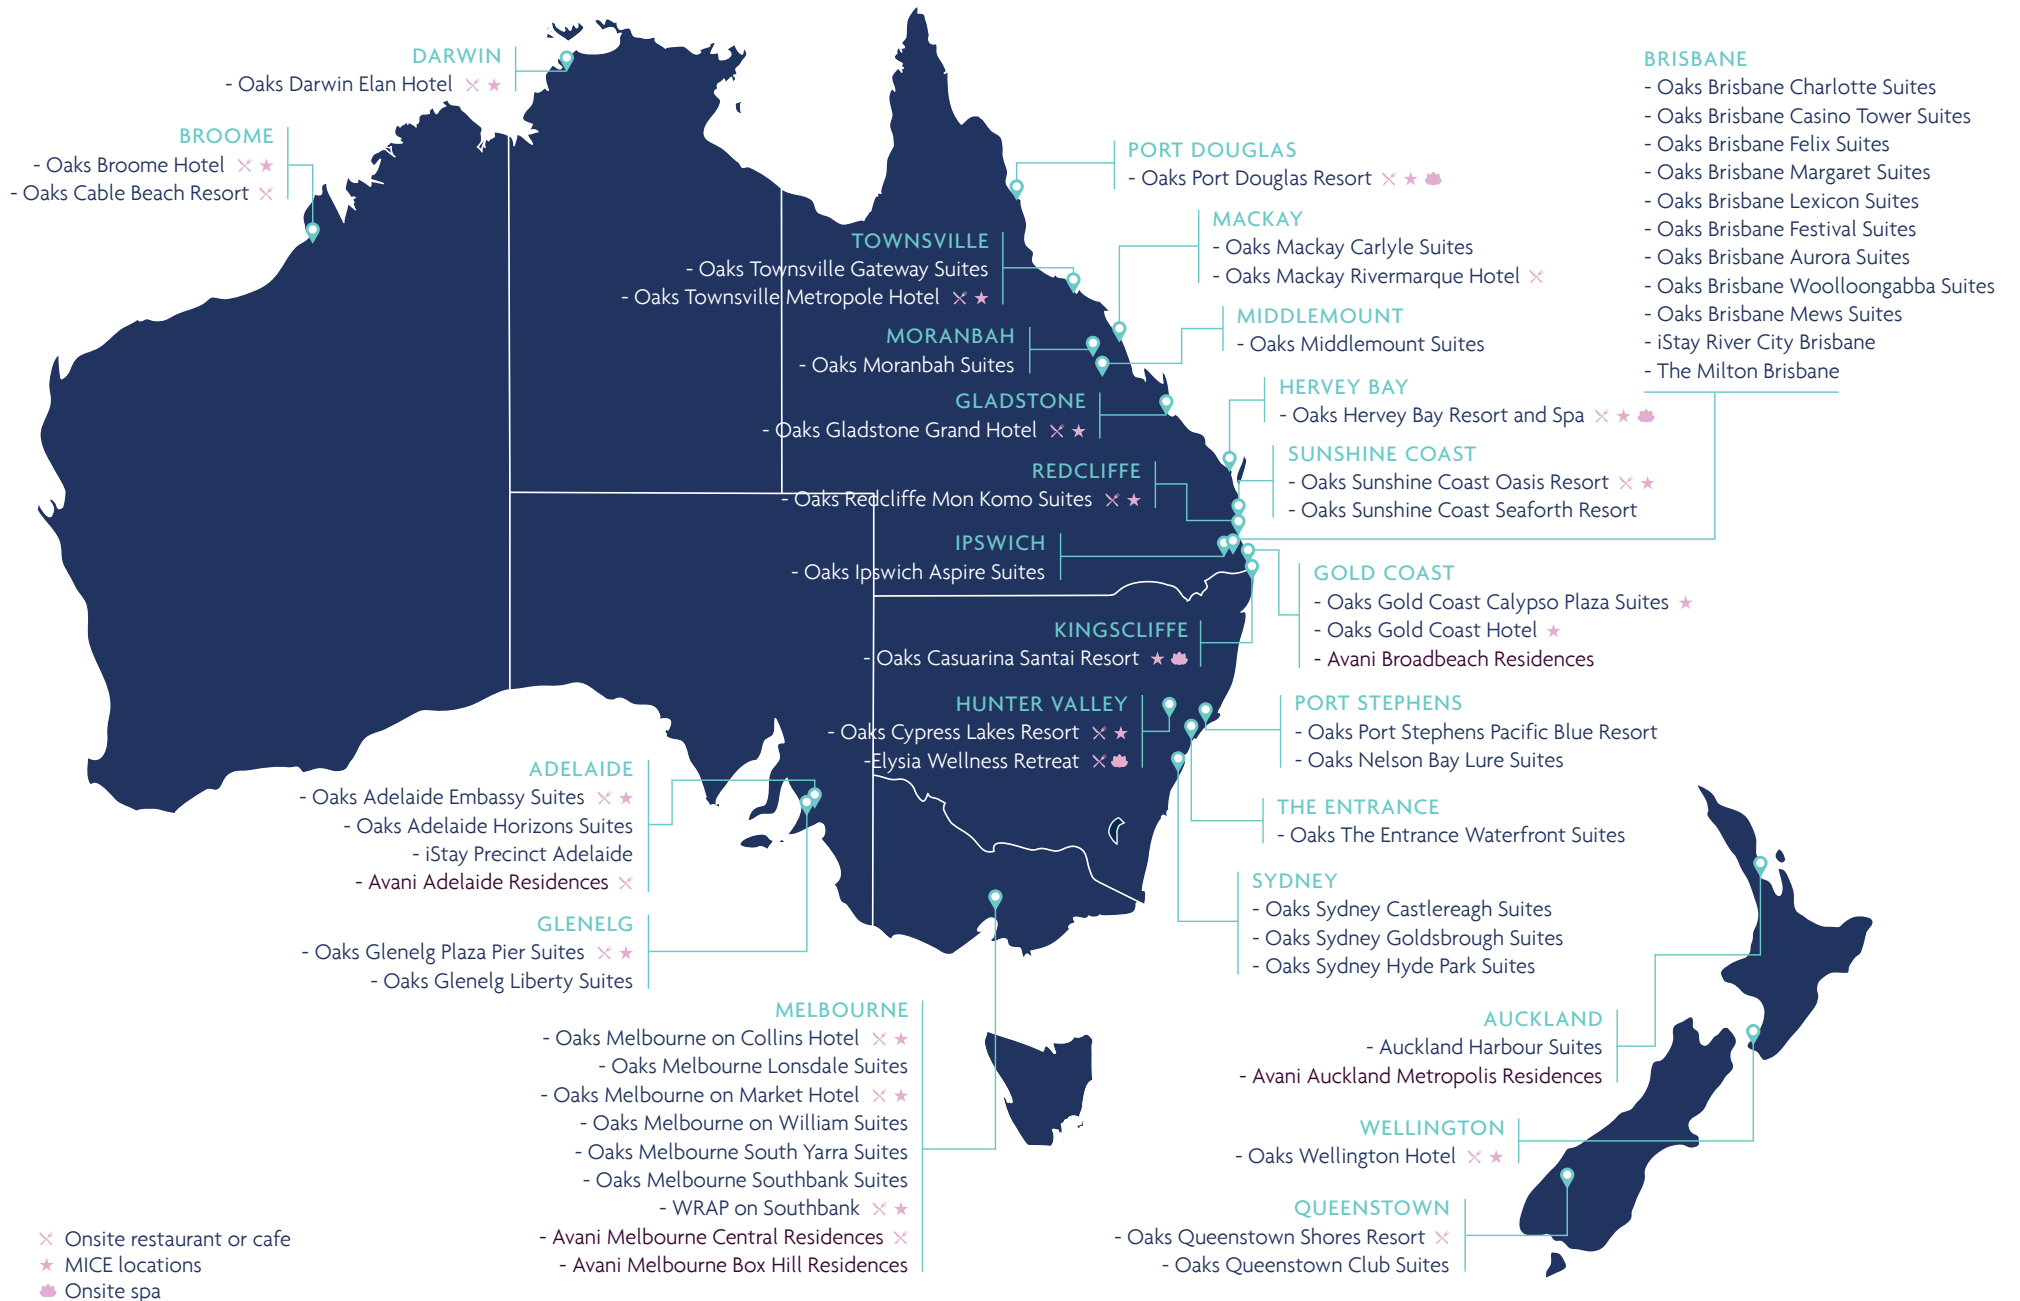 DARWIN
- Oaks Darwin Elan Hotel
BROOME
- Oaks Broome Hotel
- Oaks Cable Beach Resort
PORT DOUGLAS
- Oaks Port Douglas Resort
MACKAY
- Oaks Mackay Carlyle Suites
- Oaks Mackay Rivermarque Hotel
TOWNSVILLE
- Oaks Townsville Gateway Suites
- Oaks Townsville Metropole Hotel
MIDDLEMOUNT
- Oaks Middlemount Suites
MORANBAH
- Oaks Moranbah Suites
HERVEY BAY
- Oaks Hervey Bay Resort and Spa
GLADSTONE
- Oaks Gladstone Grand Hotel
SUNSHINE COAST
- Oaks Sunshine Coast Oasis Resort
- Oaks Sunshine Coast Seaforth Resort
REDCLIFFE
- Oaks Redcliffe Mon Komo Suites
IPSWICH
- Oaks Ipswich Aspire Suites
BRISBANE
- Oaks Brisbane Charlotte Suites
- Oaks Brisbane Casino Tower Suites
- Oaks Brisbane Felix Suites
- Oaks Brisbane Margaret Suites
- Oaks Brisbane Lexicon Suites
- Oaks Brisbane Festival Suites
- Oaks Brisbane Aurora Suites
- Oaks Brisbane Woolloongabba Suites
- Oaks Brisbane Mews Suites
- iStay River City Brisbane
- The Milton Brisbane
GOLD COAST
- Oaks Gold Coast Calypso Plaza Suites
- Oaks Gold Coast Hotel
- Avani Broadbeach Residences
KINGSCLIFFE
- Oaks Casuarina Santai Resort
HUNTER VALLEY
- Oaks Cypress Lakes Resort
-Elysia Wellness Retreat
PORT STEPHENS
- Oaks Port Stephens Pacific Blue Resort
- Oaks Nelson Bay Lure Suites
THE ENTRANCE
- Oaks The Entrance Waterfront Suites
SYDNEY
- Oaks Sydney Castlereagh Suites
- Oaks Sydney Goldsbrough Suites
- Oaks Sydney Hyde Park Suites
ADELAIDE
- Oaks Adelaide Embassy Suites
- Oaks Adelaide Horizons Suites
- iStay Precinct Adelaide
- Avani Adelaide Residences
GLENELG
- Oaks Glenelg Plaza Pier Suites
- Oaks Glenelg Liberty Suites
MELBOURNE
- Oaks Melbourne on Collins Hotel
- Oaks Melbourne Lonsdale Suites
- Oaks Melbourne on Market Hotel
- Oaks Melbourne on William Suites
- Oaks Melbourne South Yarra Suites
- Oaks Melbourne Southbank Suites
- WRAP on Southbank
- Avani Melbourne Central Residences
- Avani Melbourne Box Hill Residences
AUCKLAND
- Auckland Harbour Suites
- Avani Auckland Metropolis Residences
WELLINGTON
- Oaks Wellington Hotel
QUEENSTOWN
- Oaks Queenstown Shores Resort
- Oaks Queenstown Club Suites
Onsite restaurant or cafe
MICE locations
Onsite spa